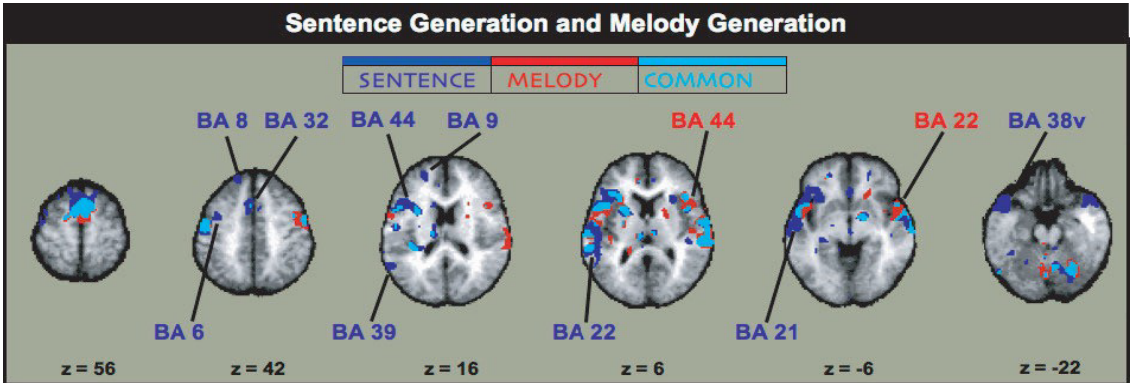 Sentence Generation and Melody Generation
SENTENCE MELODY COMMON
BA 8 BA 32 BA 44 BA 9 BA 44 BA 22 BA 38v
BA 6 BA 39 BA 22 BA 21
z = 56 z = 42 z = 16 z = 6 z = -6 z = -22